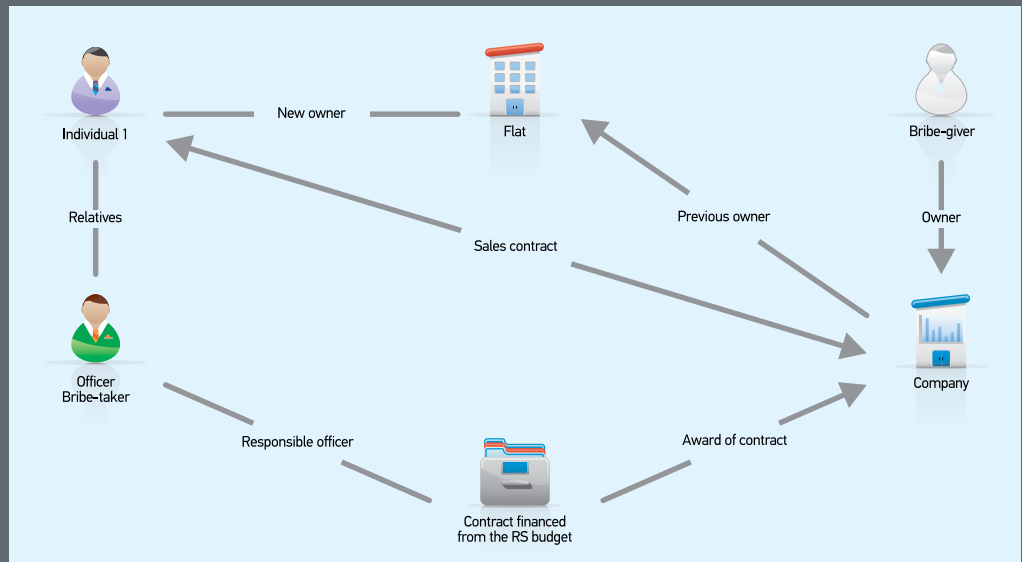 New owner
Individual 1
Flat
Bribe-giver
Relatives
Previous owner
Owner
Sales contract
Officer
Bribe-taker
Company
Responsible officer
Award of contract
Contract financed
from the RS budget